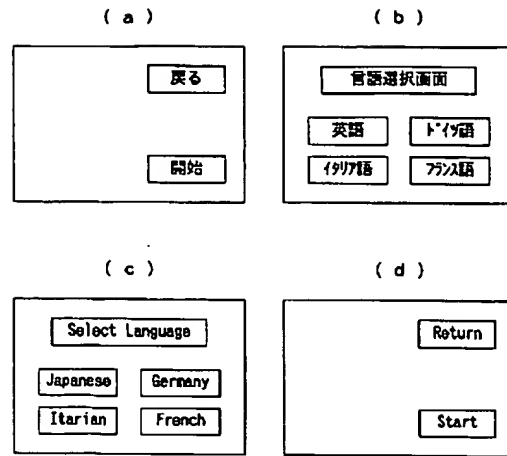 ( a )
戻る
開始
( b )
言語選択画面
英語 ドイツ語
イタリア語 フランス語
( c )
Select Language
Japanese Germany
Itarian French
( d )
Return
Start